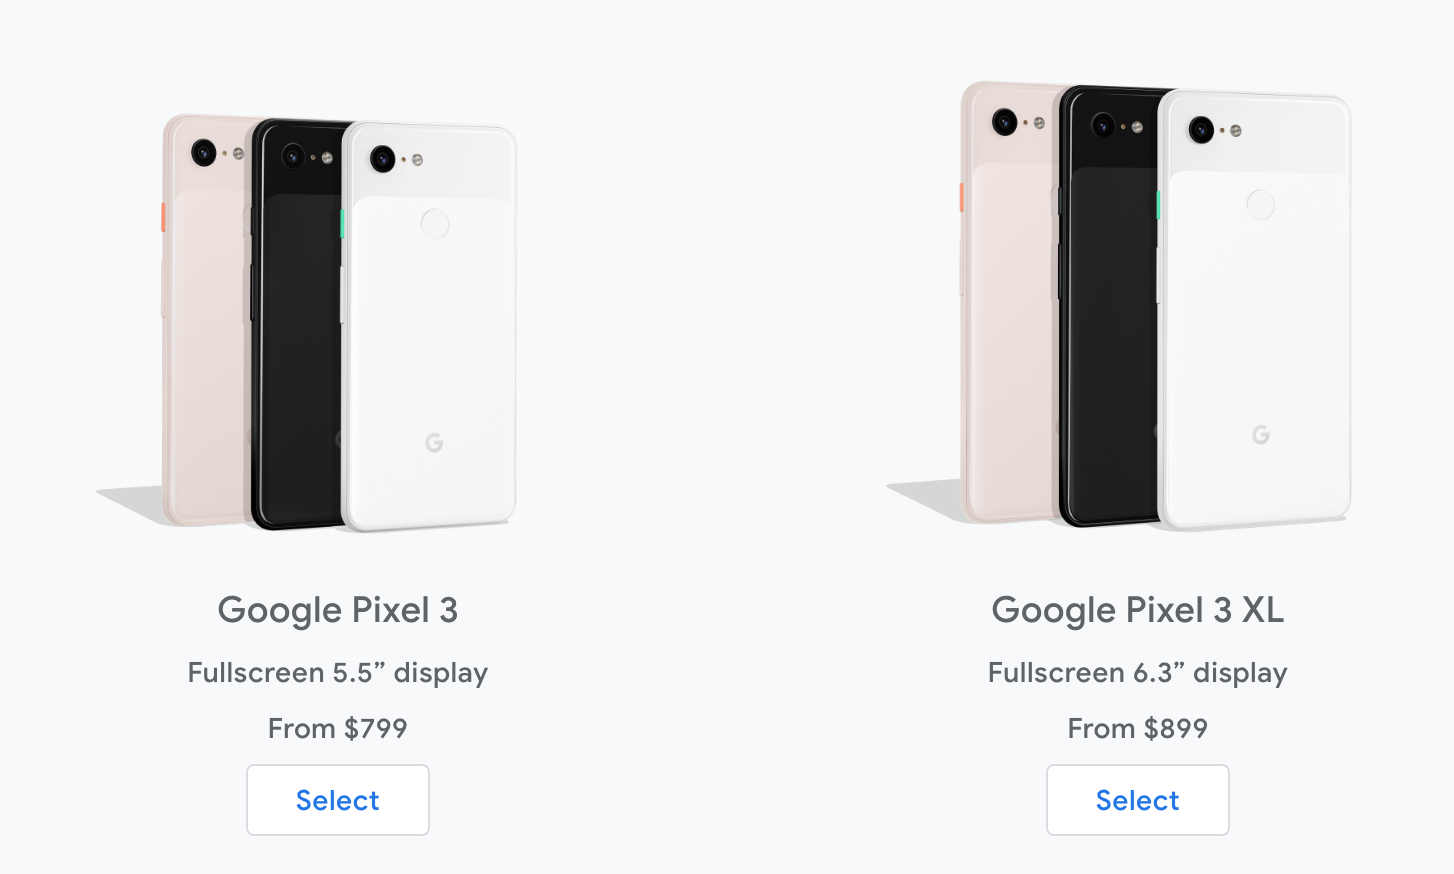 Google Pixel 3
Fullscreen 5.5” display
From $799
Select
Google Pixel 3 XL
Fullscreen 6.3” display
From $899
Select